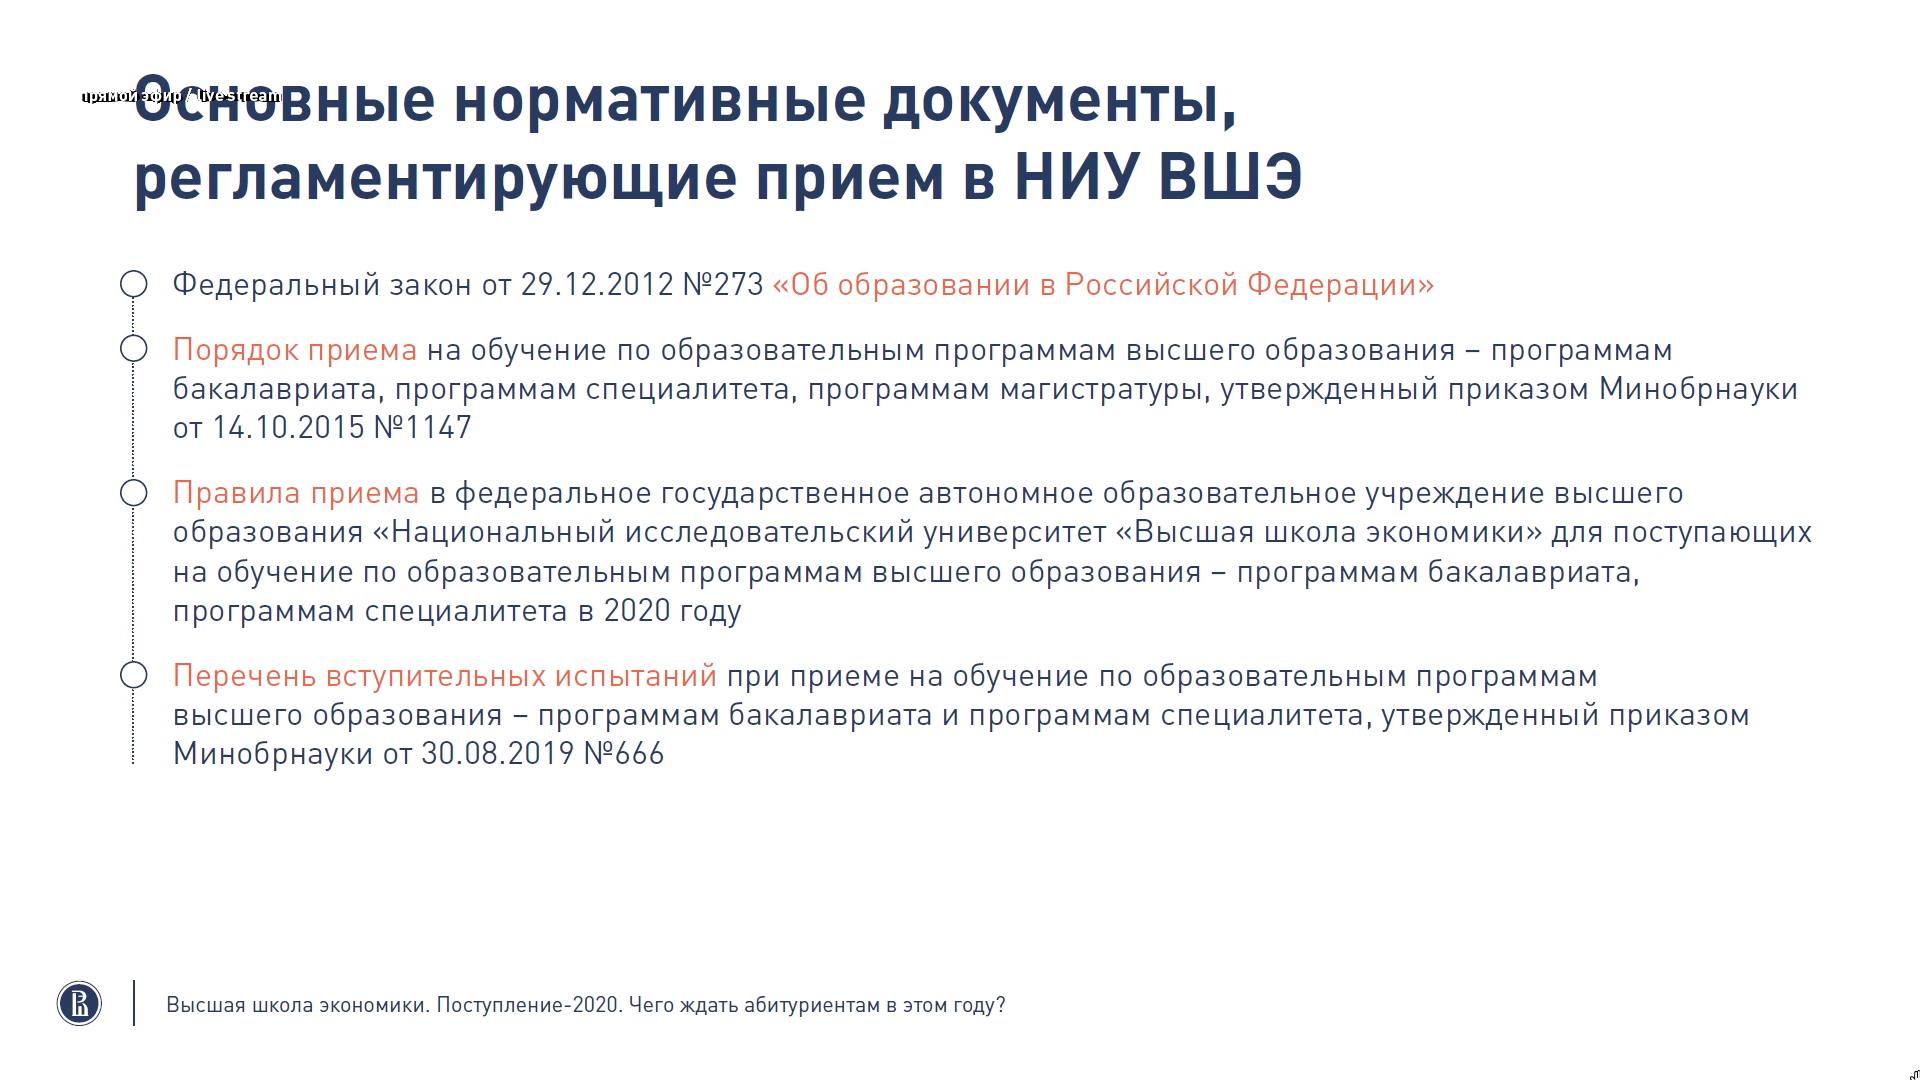 Основные нормативные документы,
прямой эфир / live stream
регламентирующие прием в НИУ ВШЭ
Федеральный закон от 29.12.2012 №273 «Об образовании в Российской Федерации»
Порядок приема на обучение по образовательным программам высшего образования – программам
бакалавриата, программам специалитета, программам магистратуры, утвержденный приказом Минобрнауки
от 14.10.2015 №1147
Правила приема в федеральное государственное автономное образовательное учреждение высшего
образования «Национальный исследовательский университет «Высшая школа экономики» для поступающих
на обучение по образовательным программам высшего образования – программам бакалавриата,
программам специалитета в 2020 году
Перечень вступительных испытаний при приеме на обучение по образовательным программам
высшего образования – программам бакалавриата и программам специалитета, утвержденный приказом
Минобрнауки от 30.08.2019 №666
Высшая школа экономики. Поступление-2020. Чего ждать абитуриентам в этом году?